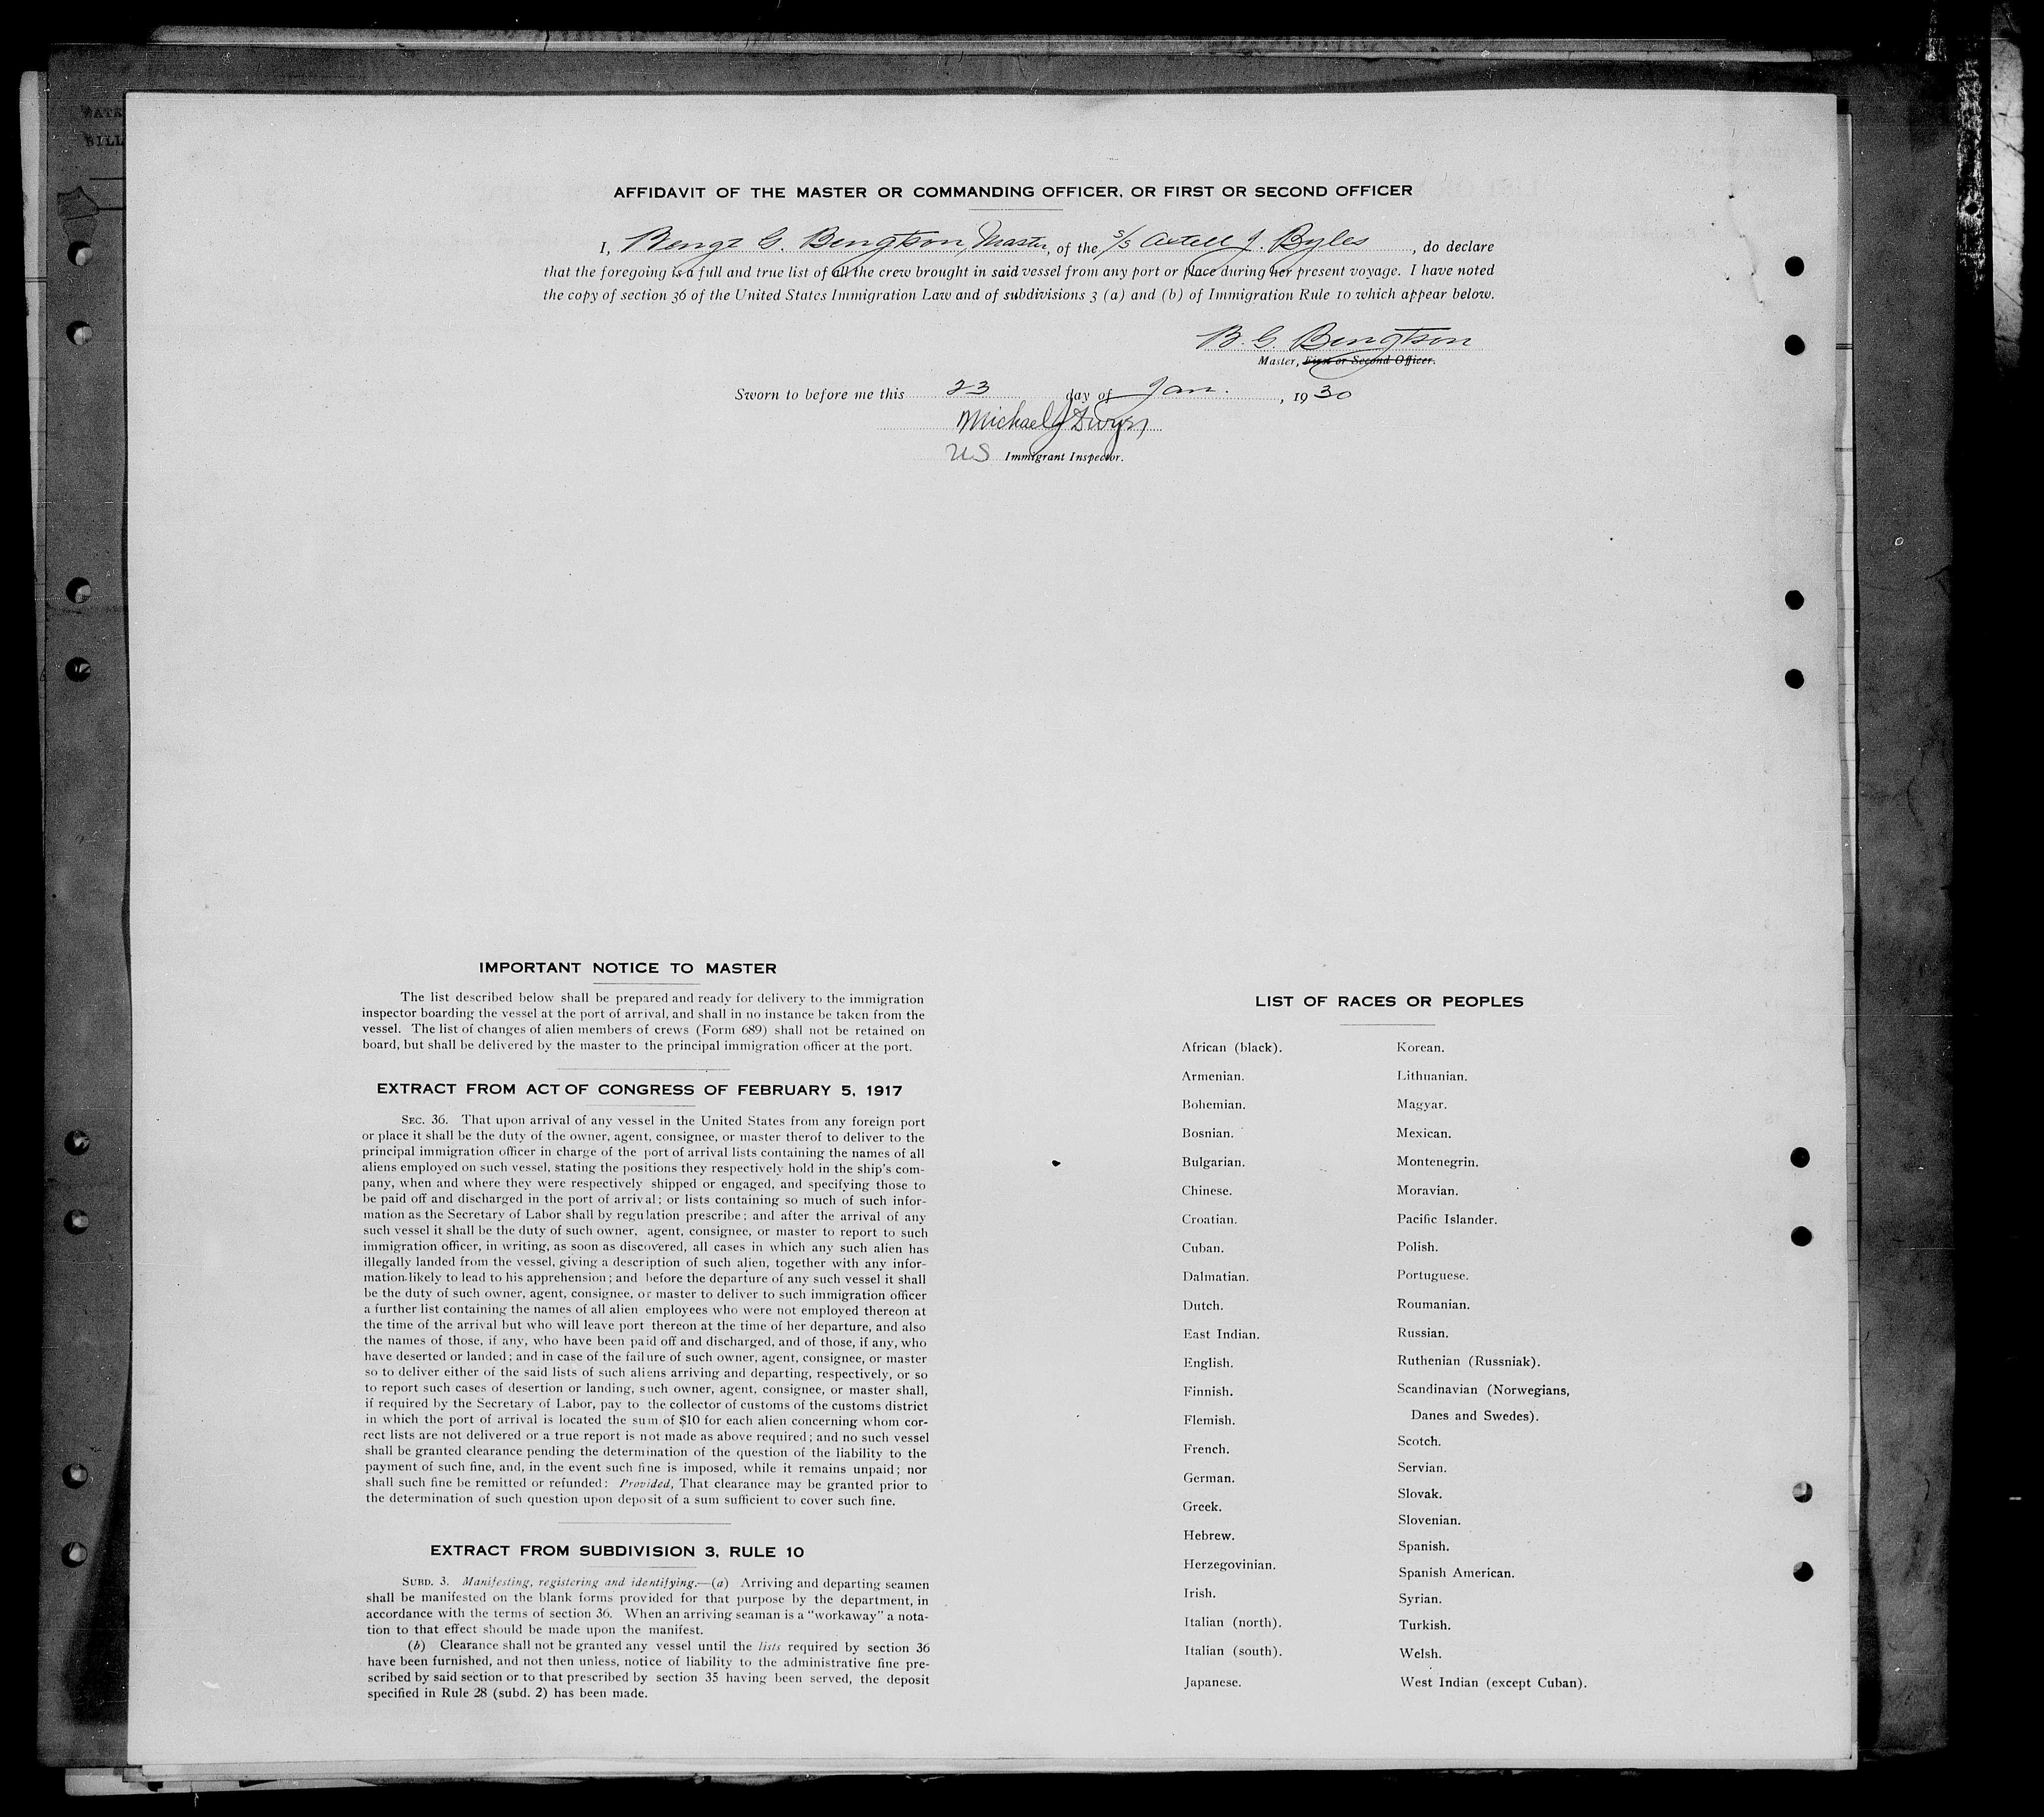 WATE
BILL
AFFIDAVIT OF THE MASTER OR COMMANDING OFFICER, OR FIRST OR SECOND OFFICER
I, Bengt G. Bengtson, Master, of the S/S Axtell J. Byles, do declare
that the foregoing is a full and true list of all the crew brought in said vessel from any port or place during her present voyage. I have noted
the copy of section 36 of the United States Immigration Law and of subdivisions 3 (a) and (b) of Immigration Rule 10 which appear below.
B. G. Bengtson
Master, First or Second Officer.
Sworn to before me this 23 day of Jan., 1930
Michael J Dwyer
US Immigrant Inspector.
IMPORTANT NOTICE TO MASTER
The list described below shall be prepared and ready for delivery to the immigration
inspector boarding the vessel at the port of arrival, and shall in no instance be taken from the
vessel. The list of changes of alien members of crews (Form 689) shall not be retained on
board, but shall be delivered by the master to the principal immigration officer at the port.
EXTRACT FROM ACT OF CONGRESS OF FEBRUARY 5, 1917
SEC. 36. That upon arrival of any vessel in the United States from any foreign port
or place it shall be the duty of the owner, agent, consignee, or master therof to deliver to the
principal immigration officer in charge of the port of arrival lists containing the names of all
aliens employed on such vessel, stating the positions they respectively hold in the ship's com-
pany, when and where they were respectively shipped or engaged, and specifying those to
be paid off and discharged in the port of arrival; or lists containing so much of such infor-
mation as the Secretary of Labor shall by regulation prescribe; and after the arrival of any
such vessel it shall be the duty of such owner, agent, consignee, or master to report to such
immigration officer, in writing, as soon as discovered, all cases in which any such alien has
illegally landed from the vessel, giving a description of such alien, together with any infor-
mation likely to lead to his apprehension; and before the departure of any such vessel it shall
be the duty of such owner, agent, consignee, or master to deliver to such immigration officer
a further list containing the names of all alien employees who were not employed thereon at
the time of the arrival but who will leave port thereon at the time of her departure, and also
the names of those, if any, who have been paid off and discharged, and of those, if any, who
have deserted or landed; and in case of the failure of such owner, agent, consignee, or master
so to deliver either of the said lists of such aliens arriving and departing, respectively, or so
to report such cases of desertion or landing, such owner, agent, consignee, or master shall,
if required by the Secretary of Labor, pay to the collector of customs of the customs district
in which the port of arrival is located the sum of $10 for each alien concerning whom cor-
rect lists are not delivered or a true report is not made as above required; and no such vessel
shall be granted clearance pending the determination of the question of the liability to the
payment of such fine, and, in the event such fine is imposed, while it remains unpaid; nor
shall such fine be remitted or refunded: Provided, That clearance may be granted prior to
the determination of such question upon deposit of a sum sufficient to cover such fine.
EXTRACT FROM SUBDIVISION 3, RULE 10
SUBD. 3. Manifesting, registering and identifying.—(a) Arriving and departing seamen
shall be manifested on the blank forms provided for that purpose by the department, in
accordance with the terms of section 36. When an arriving seaman is a "workaway" a nota-
tion to that effect should be made upon the manifest.
(b) Clearance shall not be granted any vessel until the lists required by section 36
have been furnished, and not then unless, notice of liability to the administrative fine pre-
scribed by said section or to that prescribed by section 35 having been served, the deposit
specified in Rule 28 (subd. 2) has been made.
LIST OF RACES OR PEOPLES
African (black).
Armenian.
Bohemian.
Bosnian.
Bulgarian.
Chinese.
Croatian.
Cuban.
Dalmatian.
Dutch.
East Indian.
English.
Finnish.
Flemish.
French.
German.
Greek.
Hebrew.
Herzegovinian.
Irish.
Italian (north).
Italian (south).
Japanese.
Korean.
Lithuanian.
Magyar.
Mexican.
Montenegrin.
Moravian.
Pacific Islander.
Polish.
Portuguese.
Roumanian.
Russian.
Ruthenian (Russniak).
Scandinavian (Norwegians,
Danes and Swedes).
Scotch.
Servian.
Slovak.
Slovenian.
Spanish.
Spanish American.
Syrian.
Turkish.
Welsh.
West Indian (except Cuban).